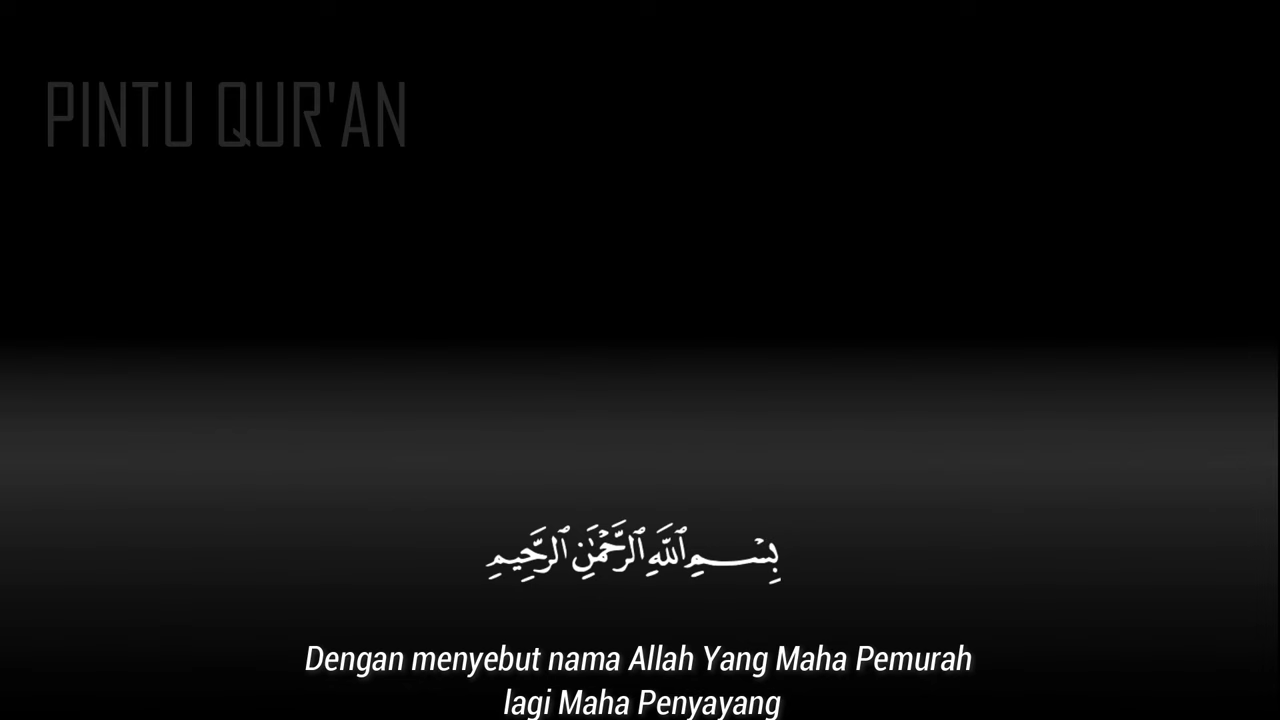 PINTU QUR'AN
بِسْمِ ٱللَّهِ ٱلرَّحْمَٰنِ ٱلرَّحِيمِ
Dengan menyebut nama Allah Yang Maha Pemurah
lagi Maha Penyayang